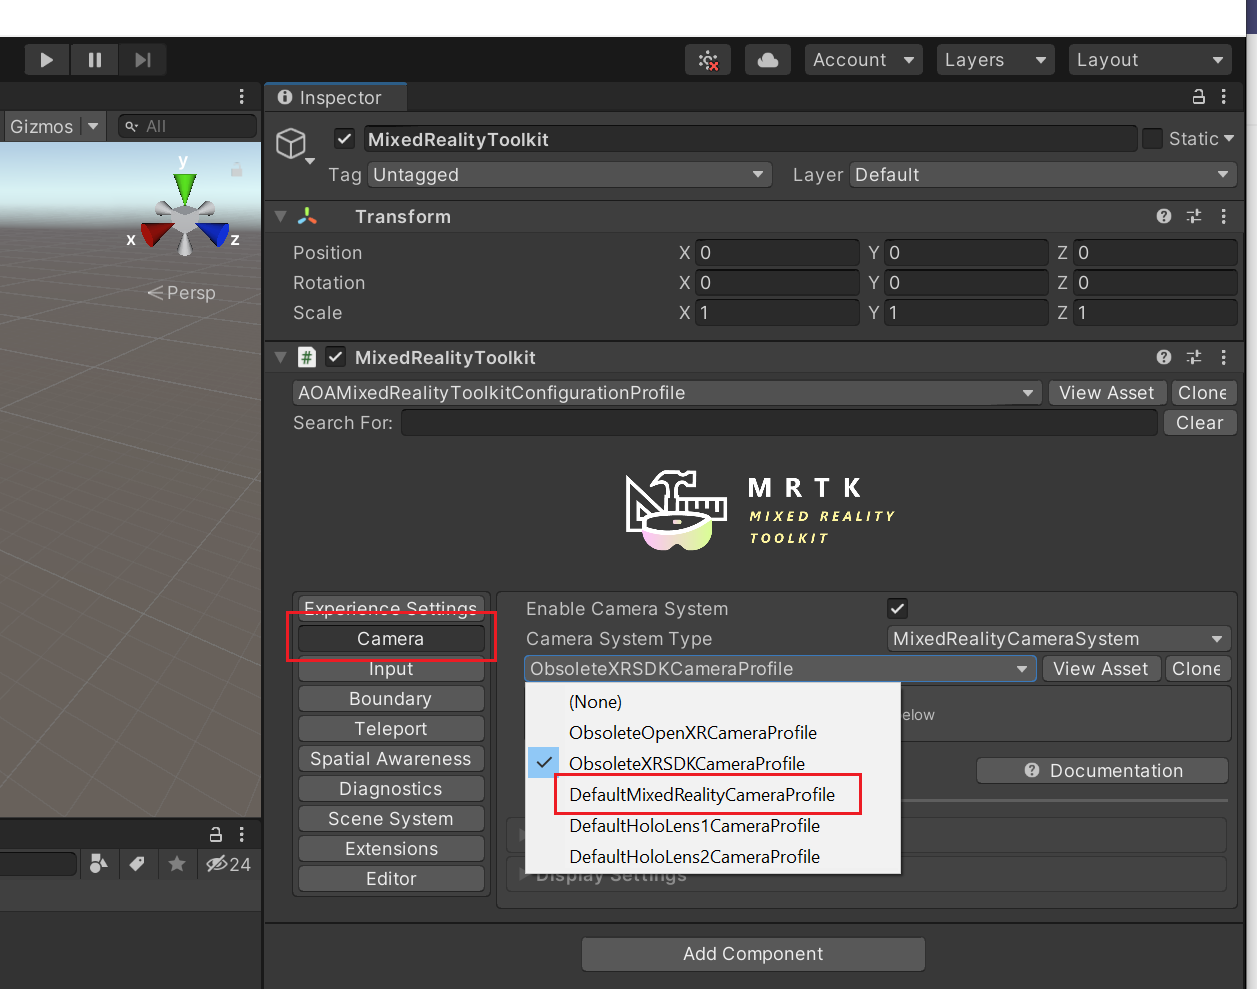 Account
Layers
Layout
Inspector
Gizmos
All
MixedRealityToolkit
Static
Tag
Untagged
Layer
Default
y
x
z
Persp
Transform
Position X 0 Y 0 Z 0
Rotation X 0 Y 0 Z 0
Scale X 1 Y 1 Z 1
# MixedRealityToolkit
AOAMixedRealityToolkitConfigurationProfile
View Asset
Clone
Search For:
Clear
MRTK
MIXED REALITY
TOOLKIT
Experience Settings
Camera
Input
Boundary
Teleport
Spatial Awareness
Diagnostics
Scene System
Extensions
Editor
Enable Camera System
Camera System Type
MixedRealityCameraSystem
ObsoleteXRSDKCameraProfile
View Asset
Clone
(None)
ObsoleteOpenXRCameraProfile
ObsoleteXRSDKCameraProfile
DefaultMixedRealityCameraProfile
DefaultHoloLens1CameraProfile
DefaultHoloLens2CameraProfile
elow
Documentation
Display Settings
24
Add Component